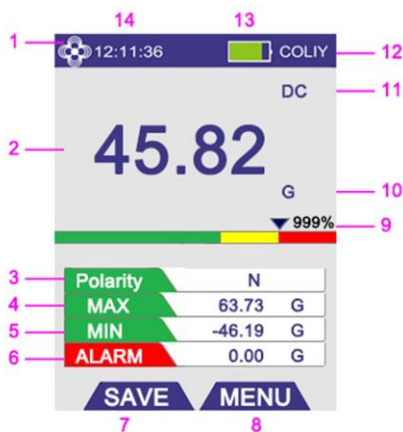 14 13
1 12:11:36 COLIY 12
DC 11
2 45.82
G 10
999% 9
3 Polarity N
4 MAX 63.73 G
5 MIN -46.19 G
6 ALARM 0.00 G
SAVE MENU
7 8